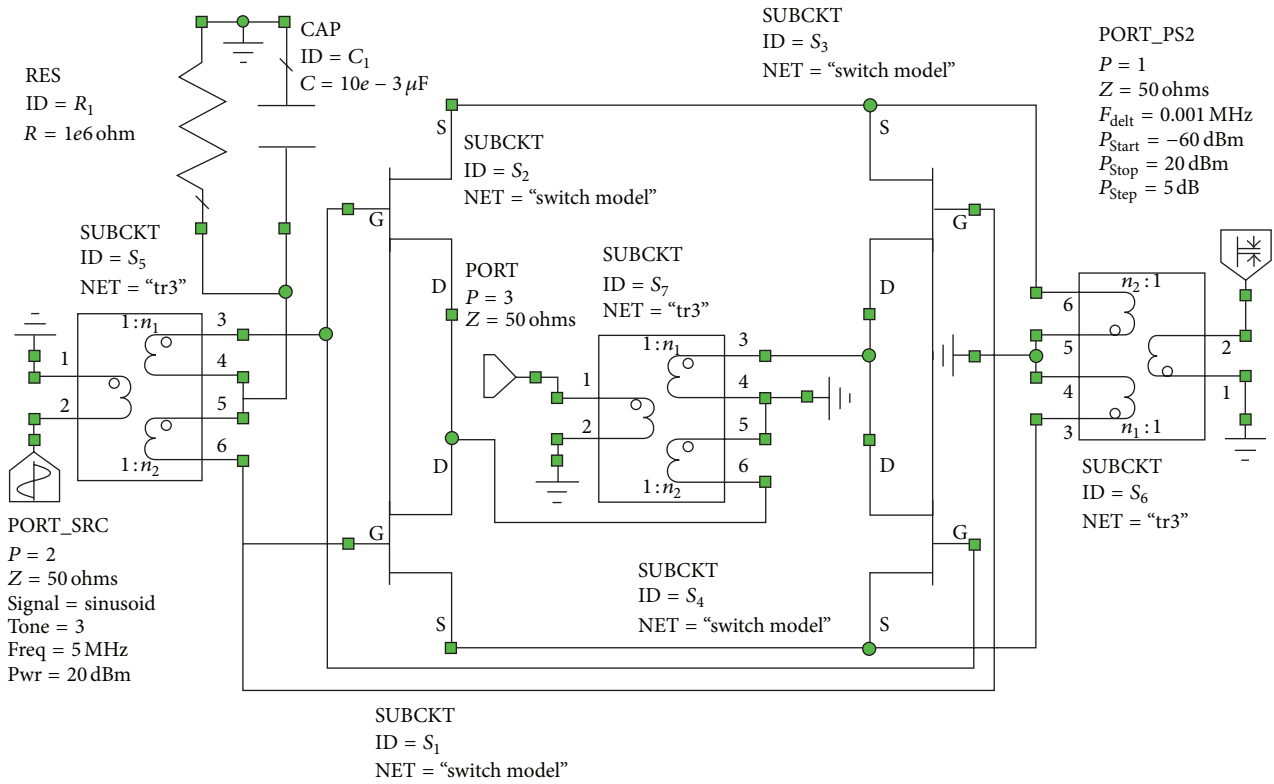 RES
ID = R₁
R = 1e6 ohm
CAP
ID = C₁
C = 10e − 3 μF
SUBCKT
ID = S₃
NET = “switch model”
PORT_PS2
P = 1
Z = 50 ohms
F_delt = 0.001 MHz
P_Start = −60 dBm
P_Stop = 20 dBm
P_Step = 5 dB
S
S
SUBCKT
ID = S₂
NET = “switch model”
G
G
SUBCKT
ID = S₅
NET = “tr3”
1:n₁
3
1
4
2
5
6
1:n₂
D
D
PORT
P = 3
Z = 50 ohms
SUBCKT
ID = S₇
NET = “tr3”
1:n₁
3
1
4
2
5
6
1:n₂
n₂:1
6
5
2
4
1
3
n₁:1
D
D
SUBCKT
ID = S₆
NET = “tr3”
G
G
PORT_SRC
P = 2
Z = 50 ohms
Signal = sinusoid
Tone = 3
Freq = 5 MHz
Pwr = 20 dBm
SUBCKT
ID = S₄
NET = “switch model”
S
S
SUBCKT
ID = S₁
NET = “switch model”